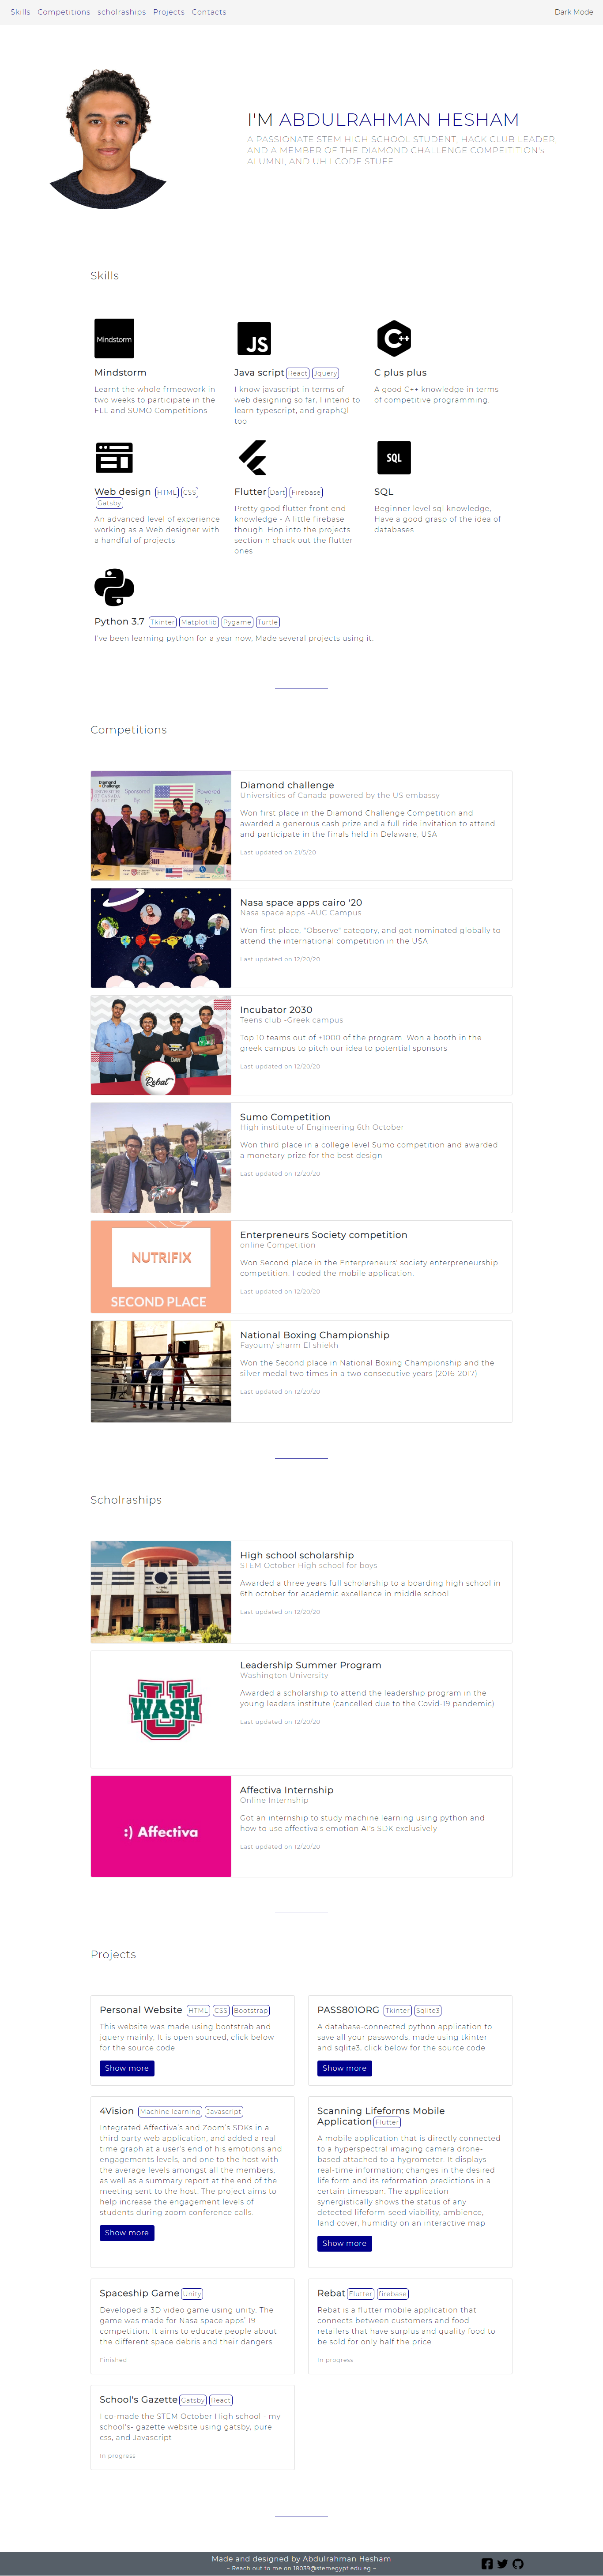 Skills Competitions scholraships Projects Contacts Dark Mode
I'M ABDULRAHMAN HESHAM
A PASSIONATE STEM HIGH SCHOOL STUDENT, HACK CLUB LEADER,
AND A MEMBER OF THE DIAMOND CHALLENGE COMPETITION's
ALUMNI, AND UH I CODE STUFF
Skills
Mindstorm
JS
C++
Mindstorm
Learnt the whole frmeowork in
two weeks to participate in the
FLL and SUMO Competitions
Java script React Jquery
I know javascript in terms of
web designing so far, I intend to
learn typescript, and graphQl
too
C plus plus
A good C++ knowledge in terms
of competitive programming.
SQL
Web design HTML CSS
Gatsby
An advanced level of experience
working as a Web designer with
a handful of projects
Flutter Dart Firebase
Pretty good flutter front end
knowledge - A little firebase
though. Hop into the projects
section n chack out the flutter
ones
SQL
Beginner level sql knowledge,
Have a good grasp of the idea of
databases
Python 3.7 Tkinter Matplotlib Pygame Turtle
I've been learning python for a year now, Made several projects using it.
Competitions
Diamond challenge
Universities of Canada powered by the US embassy
Won first place in the Diamond Challenge Competition and
awarded a generous cash prize and a full ride invitation to attend
and participate in the finals held in Delaware, USA
Last updated on 21/5/20
Nasa space apps cairo '20
Nasa space apps -AUC Campus
Won first place, "Observe" category, and got nominated globally to
attend the international competition in the USA
Last updated on 12/20/20
Rebat
Incubator 2030
Teens club -Greek campus
Top 10 teams out of +1000 of the program. Won a booth in the
greek campus to pitch our idea to potential sponsors
Last updated on 12/20/20
Sumo Competition
High institute of Engineering 6th October
Won third place in a college level Sumo competition and awarded
a monetary prize for the best design
Last updated on 12/20/20
NUTRIFIX
SECOND PLACE
Enterpreneurs Society competition
online Competition
Won Second place in the Enterpreneurs' society enterpreneurship
competition. I coded the mobile application.
Last updated on 12/20/20
National Boxing Championship
Fayoum/ sharm El shiekh
Won the Second place in National Boxing Championship and the
silver medal two times in a two consecutive years (2016-2017)
Last updated on 12/20/20
Scholraships
High school scholarship
STEM October High school for boys
Awarded a three years full scholarship to a boarding high school in
6th october for academic excellence in middle school.
Last updated on 12/20/20
WASH
Leadership Summer Program
Washington University
Awarded a scholarship to attend the leadership program in the
young leaders institute (cancelled due to the Covid-19 pandemic)
Last updated on 12/20/20
:) Affectiva
Affectiva Internship
Online Internship
Got an internship to study machine learning using python and
how to use affectiva's emotion AI's SDK exclusively
Last updated on 12/20/20
Projects
Personal Website HTML CSS Bootstrap
This website was made using bootstrab and
jquery mainly, It is open sourced, click below
for the source code
Show more
PASS801ORG Tkinter Sqlite3
A database-connected python application to
save all your passwords, made using tkinter
and sqlite3, click below for the source code
Show more
4Vision Machine learning Javascript
Integrated Affectiva's and Zoom's SDKs in a
third party web application, and added a real
time graph at a user's end of his emotions and
engagements levels, and one to the host with
the average levels amongst all the members,
as well as a summary report at the end of the
meeting sent to the host. The project aims to
help increase the engagement levels of
students during zoom conference calls.
Show more
Scanning Lifeforms Mobile
Application Flutter
A mobile application that is directly connected
to a hyperspectral imaging camera drone-
based attached to a hygrometer. It displays
real-time information; changes in the desired
life form and its reformation predictions in a
certain timespan. The application
synergistically shows the status of any
detected lifeform-seed viability, ambience,
land cover, humidity on an interactive map
Show more
Spaceship Game Unity
Developed a 3D video game using unity. The
game was made for Nasa space apps' 19
competition. It aims to educate people about
the different space debris and their dangers
Finished
Rebat Flutter firebase
Rebat is a flutter mobile application that
connects between customers and food
retailers that have surplus and quality food to
be sold for only half the price
in progress
School's Gazette Gatsby React
I co-made the STEM October High school - my
school's- gazette website using gatsby, pure
css, and Javascript
in progress
Made and designed by Abdulrahman Hesham
~ Reach out to me on 18039@stemegypt.edu.eg ~